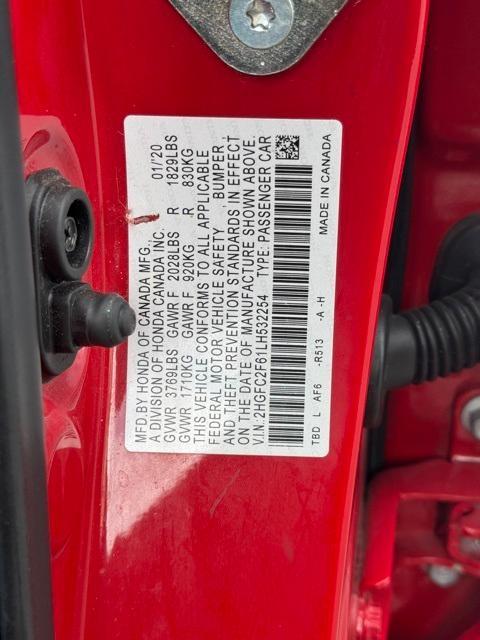 MFD.BY HONDA OF CANADA MFG. 01/20
A DIVISION OF HONDA CANADA INC.
GVWR 3769LBS GAWR F 2028LBS R 1829LBS
GVWR 1710KG GAWR F 920KG R 830KG
THIS VEHICLE CONFORMS TO ALL APPLICABLE
FEDERAL MOTOR VEHICLE SAFETY, BUMPER,
AND THEFT PREVENTION STANDARDS IN EFFECT
ON THE DATE OF MANUFACTURE SHOWN ABOVE.
V.I.N.: 2HGFC2F61LH532254 TYPE: PASSENGER CAR
TBD L AF6 -R513 -A -H MADE IN CANADA